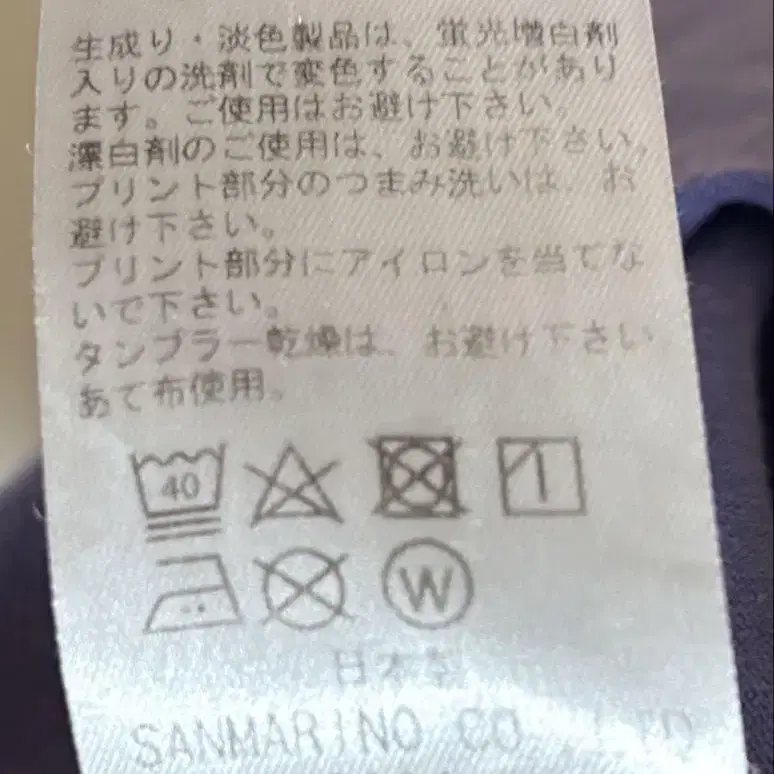 生成り・淡色製品は、蛍光増白剤
入りの洗剤で変色することがあり
ます。ご使用はお避け下さい。
漂白剤のご使用は、お避け下さい。
プリント部分のつまみ洗いは、お
避け下さい。
プリント部分にアイロンを当てな
いで下さい。
タンブラー乾燥は、お避け下さい
あて布使用。
40
W
日本
SANMARINO CO.,LTD